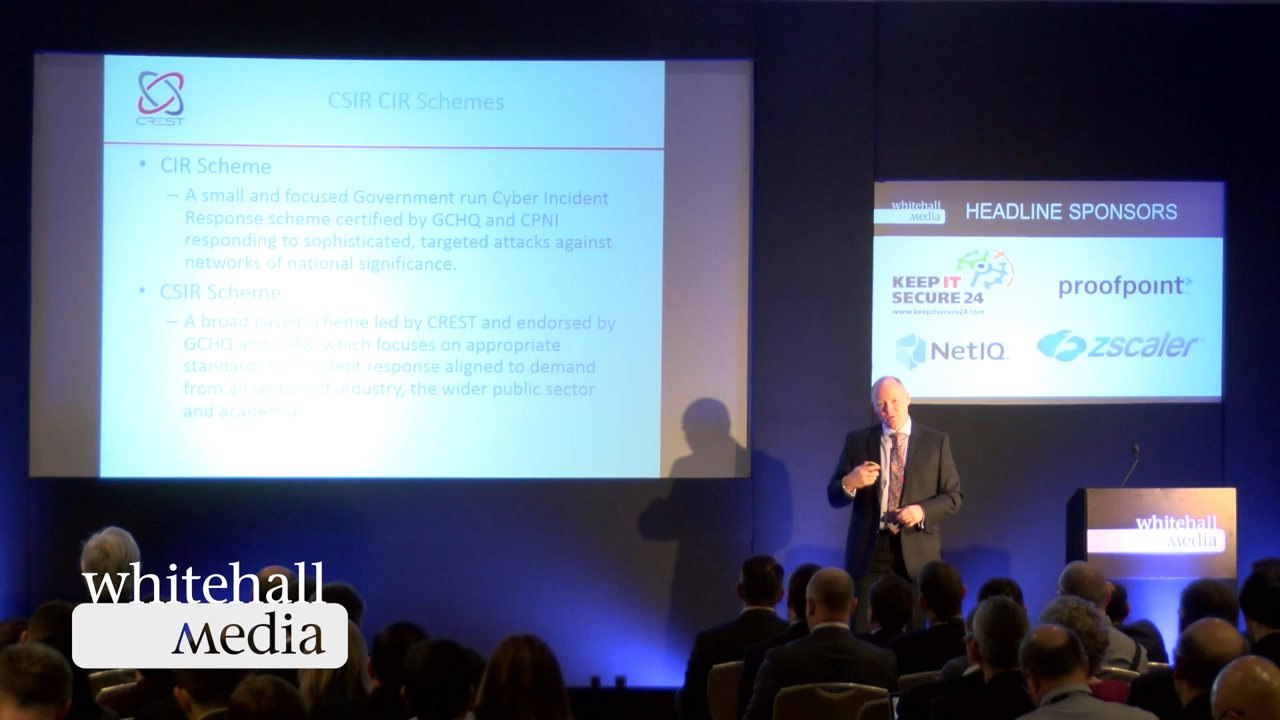 CREST
CSIR CIR Schemes
• CIR Scheme
– A small and focused Government run Cyber Incident
Response scheme certified by GCHQ and CPNI
responding to sophisticated, targeted attacks against
networks of national significance.
• CSIR Scheme
– A broad based scheme led by CREST and endorsed by
GCHQ and CPNI, which focuses on appropriate
standards for incident response aligned to demand
from all sectors of industry, the wider public sector
and academia.
whitehall
media
HEADLINE SPONSORS
KEEP IT
SECURE 24
www.keepitsecure24.com
proofpoint
NetIQ
zscaler
whitehall
media
whitehall
media